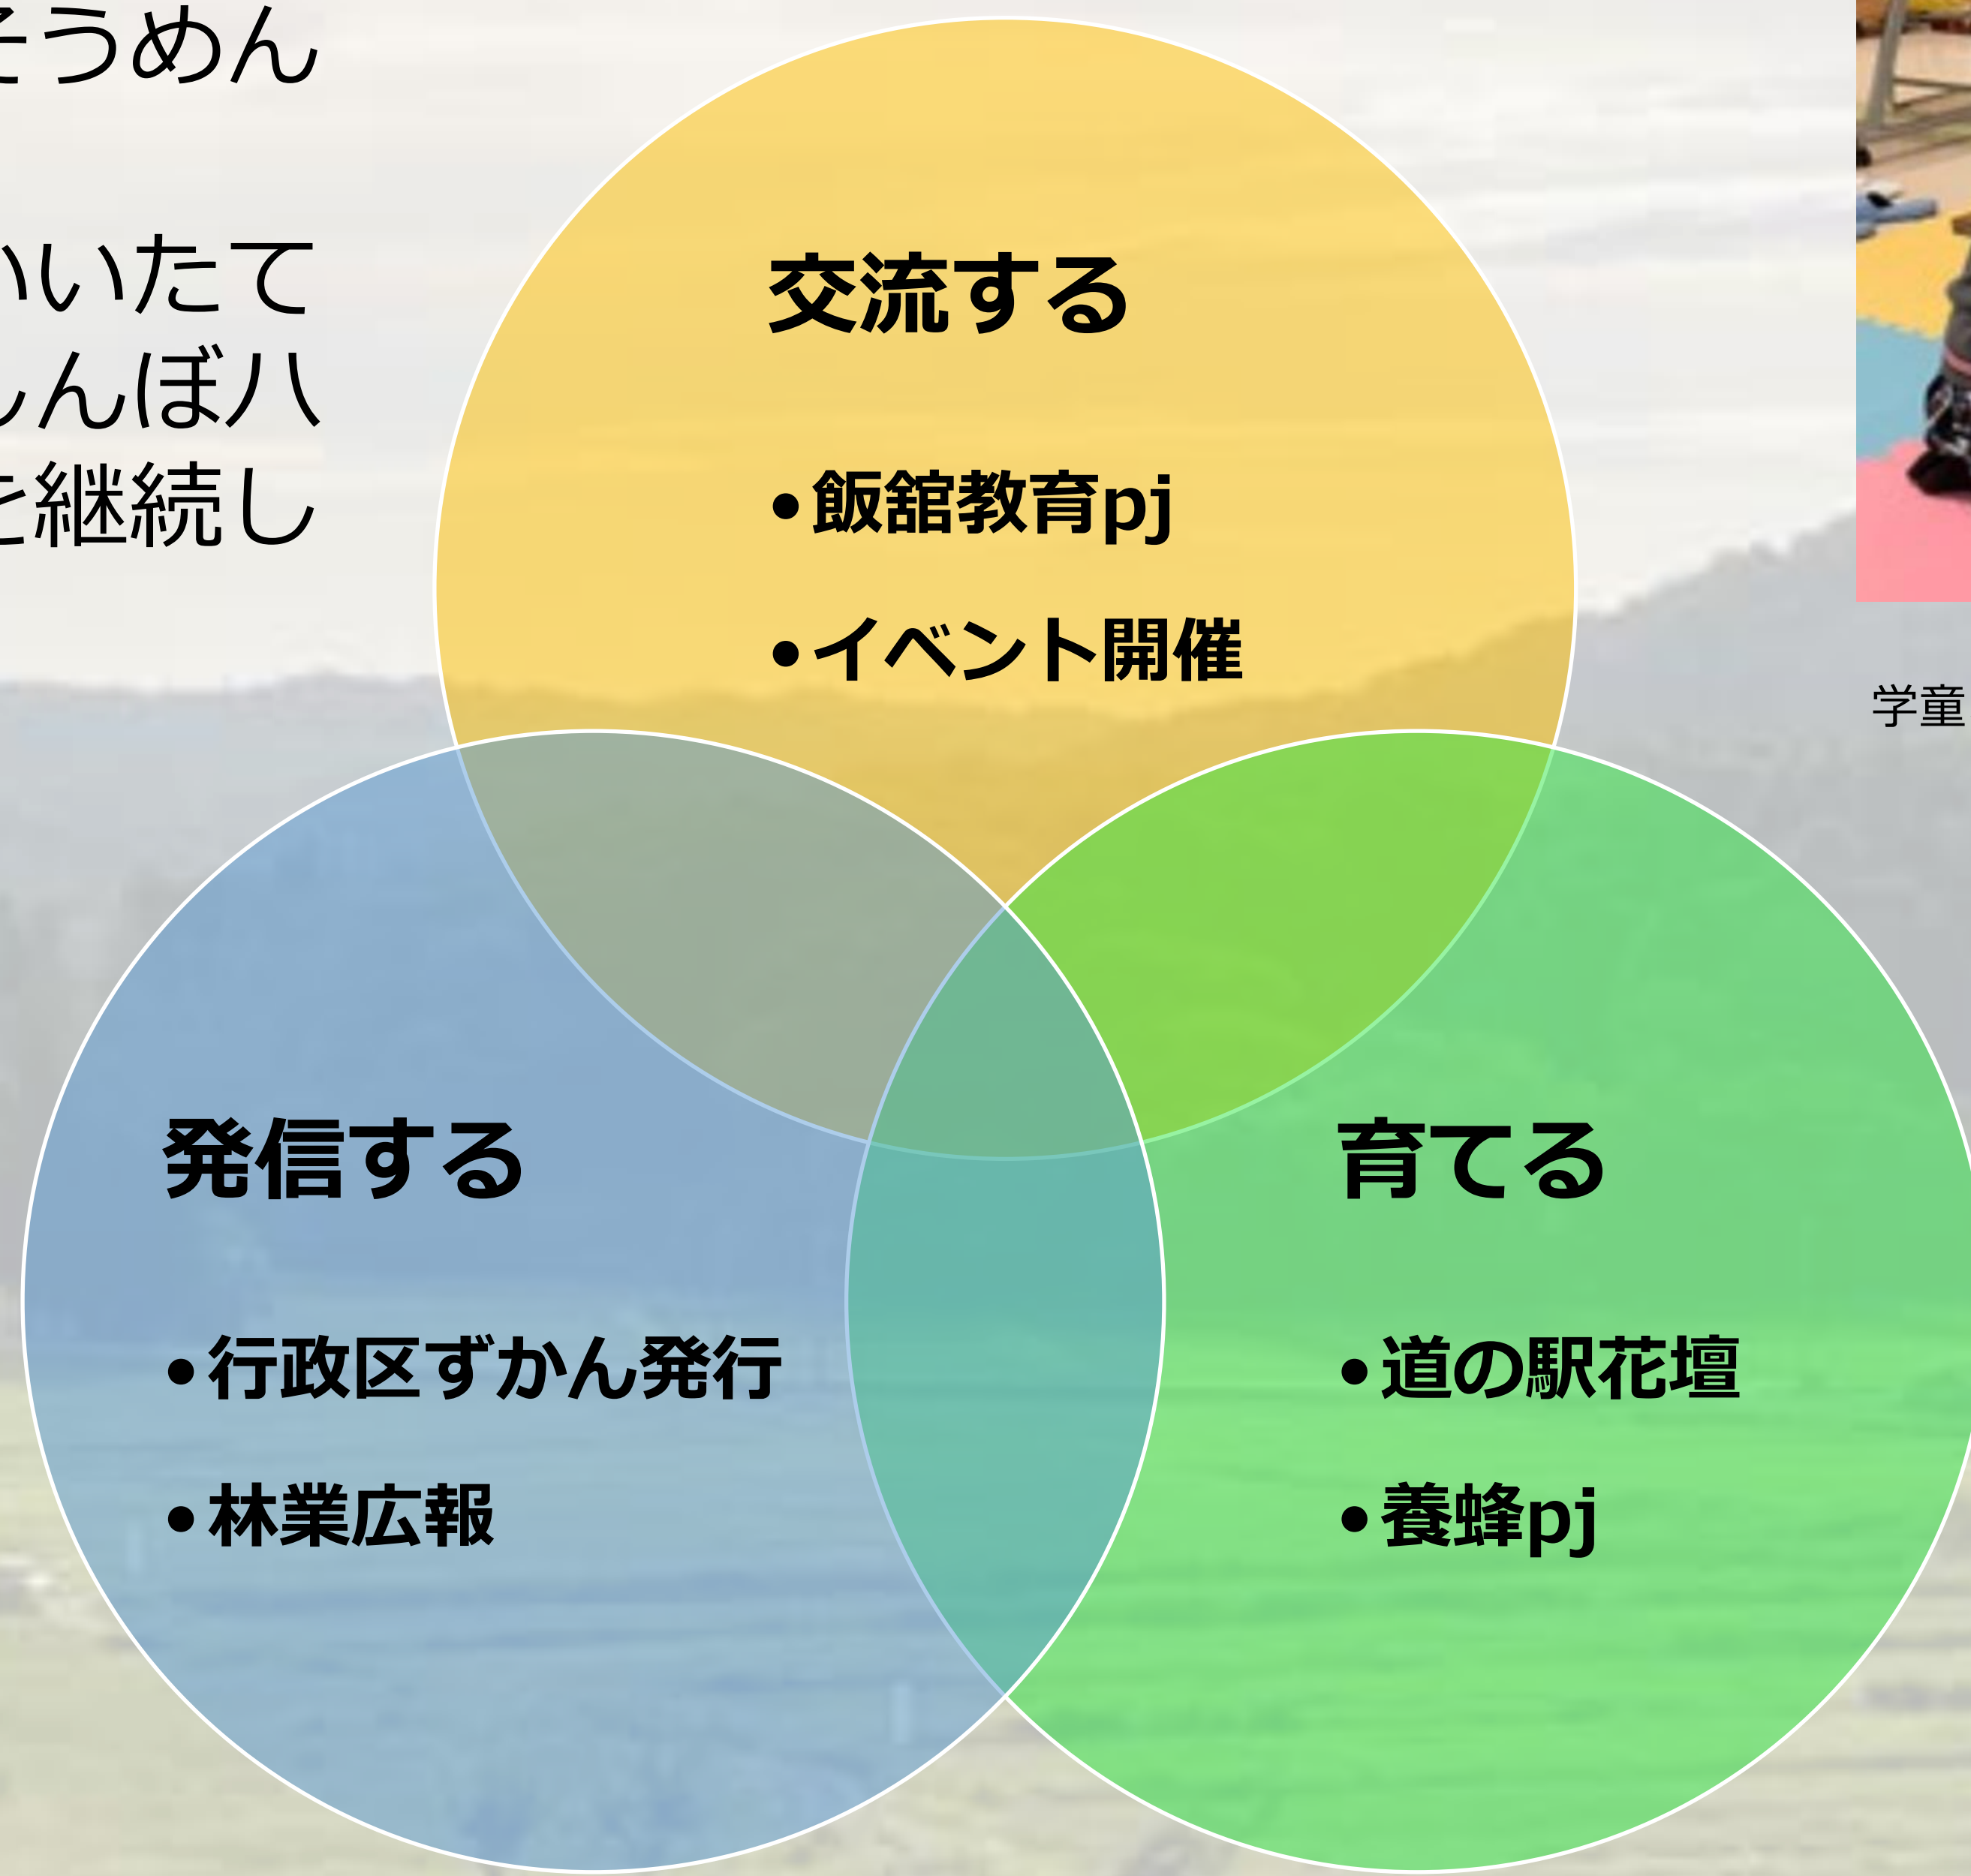 そうめん
いいたて
しんぼ八
を継続し
交流する
•飯舘教育pj
•イベント開催
学童
発信する
•行政区ずかん発行
•林業広報
育てる
•道の駅花壇
•養蜂pj